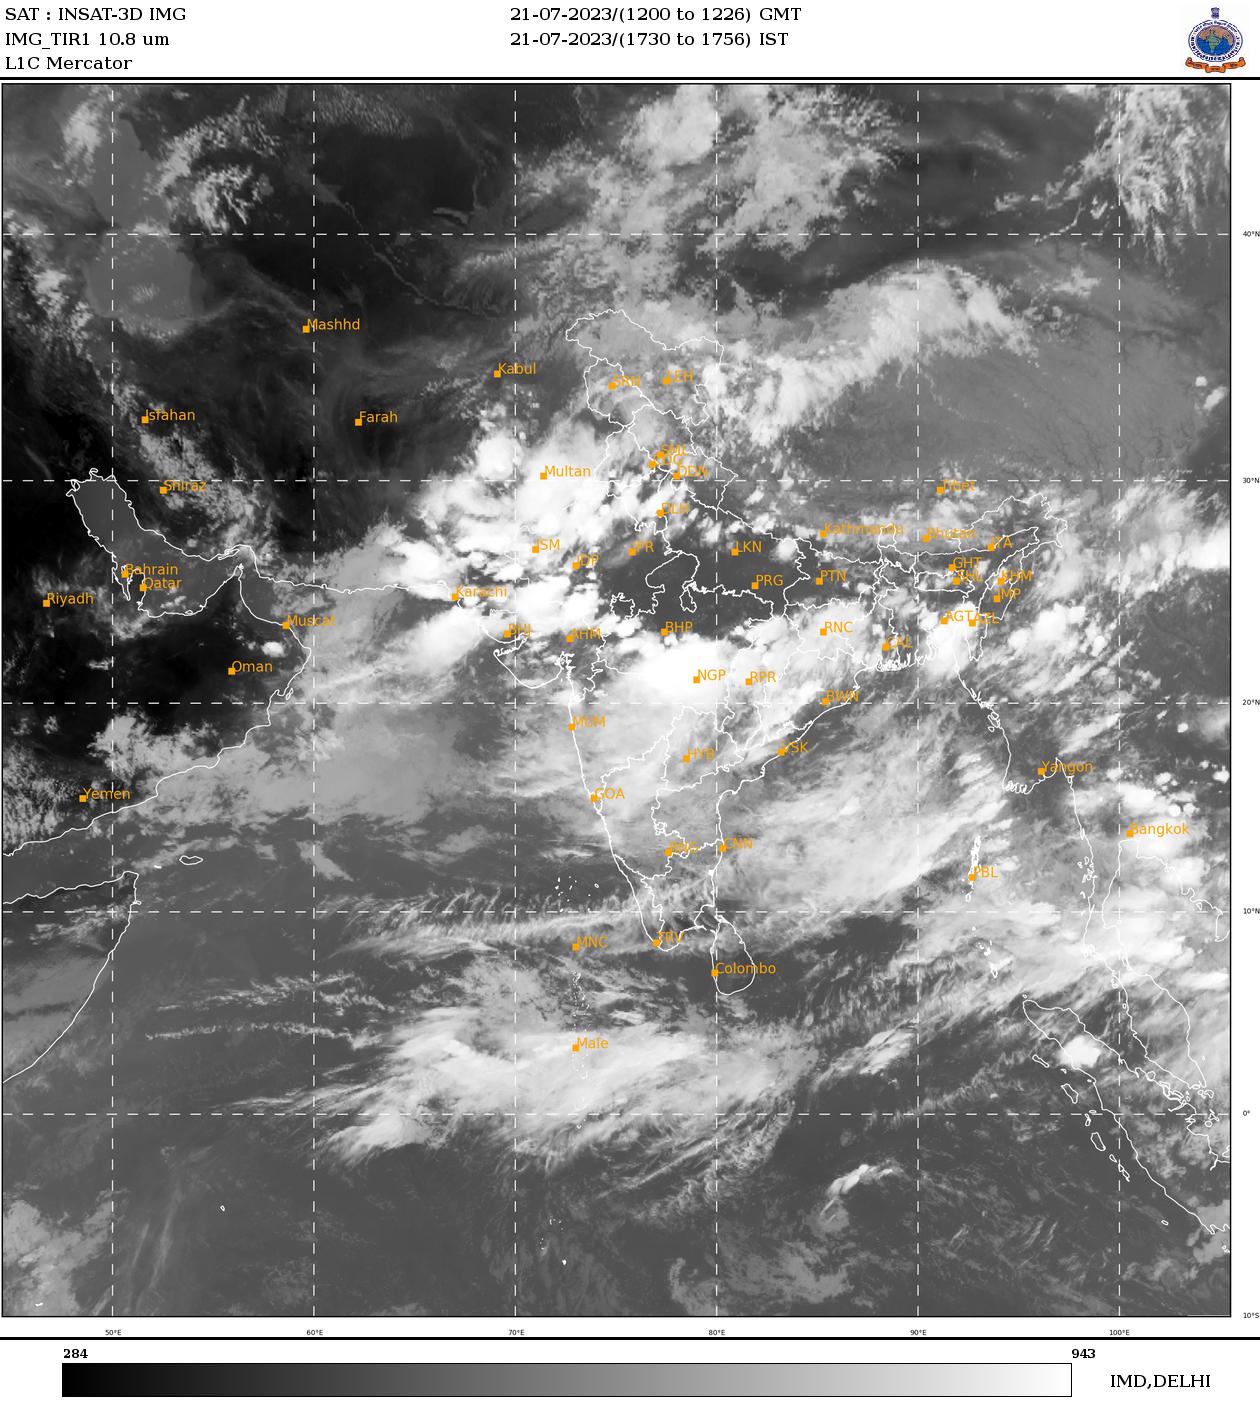 SAT : INSAT-3D IMG
21-07-2023/(1200 to 1226) GMT
IMG_TIR1 10.8 um
21-07-2023/(1730 to 1756) IST
L1C Mercator
40°N
Mashhd
Kabul
SRN
LEH
Isfahan
Farah
SML
Multan
DDN
30°N
Shiraz
Tibet
DLH
Kathmandu
Bhutan
ITA
JSM
JPR
LKN
JDP
GHT
Bahrain
Qatar
PRG
PTN
SHL
KHM
Karachi
Riyadh
IMP
Muscat
BHJ
AHM
BHP
RNC
AGT
AZL
CAL
Oman
NGP
RPR
BWN
20°N
MUM
HYB
VSK
Yangon
Yemen
GOA
Bangkok
BNG
CNN
PBL
10°N
MNC
TRV
Colombo
Male
0°
10°S
50°E
60°E
70°E
80°E
90°E
100°E
284
943
IMD,DELHI